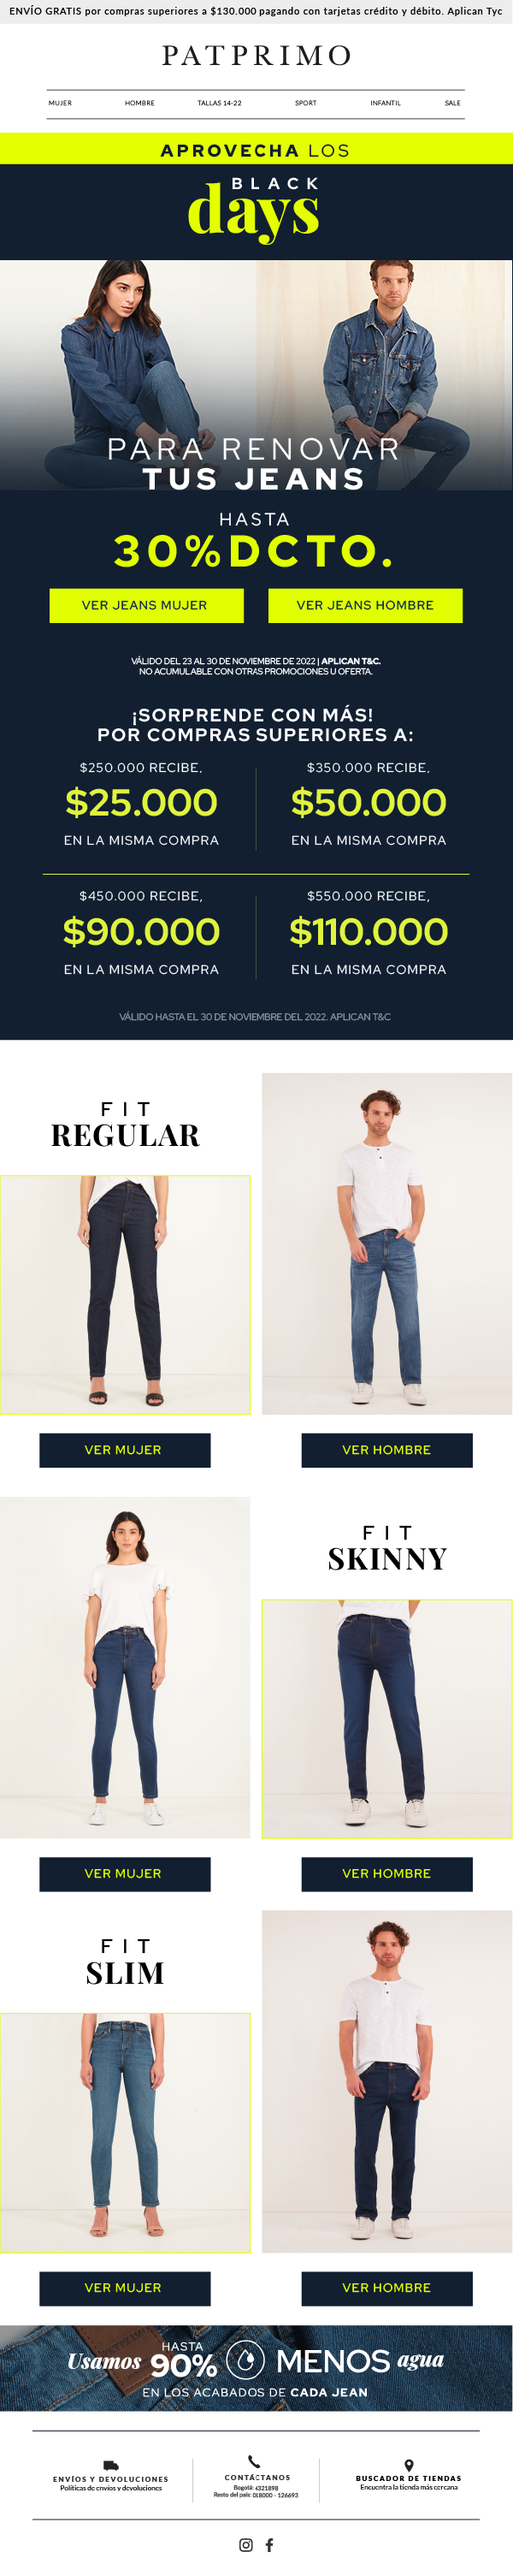 ENVÍO GRATIS por compras superiores a $130.000 pagando con tarjetas crédito y débito. Aplican Tyc
PATPRIMO
MUJER HOMBRE TALLAS 14-22 SPORT INFANTIL SALE
APROVECHA LOS
BLACK
days
PARA RENOVAR
TUS JEANS
HASTA
30%DCTO.
VER JEANS MUJER VER JEANS HOMBRE
VÁLIDO DEL 23 AL 30 DE NOVIEMBRE DE 2022 | APLICAN T&C.
NO ACUMULABLE CON OTRAS PROMOCIONES U OFERTA.
¡SORPRENDE CON MÁS!
POR COMPRAS SUPERIORES A:
$250.000 RECIBE,
$25.000
EN LA MISMA COMPRA
$350.000 RECIBE,
$50.000
EN LA MISMA COMPRA
$450.000 RECIBE,
$90.000
EN LA MISMA COMPRA
$550.000 RECIBE,
$110.000
EN LA MISMA COMPRA
VÁLIDO HASTA EL 30 DE NOVIEMBRE DEL 2022. APLICAN T&C
FIT
REGULAR
VER MUJER VER HOMBRE
FIT
SKINNY
VER MUJER VER HOMBRE
FIT
SLIM
VER MUJER VER HOMBRE
Usamos HASTA 90% MENOS agua
EN LOS ACABADOS DE CADA JEAN
ENVÍOS Y DEVOLUCIONES
Políticas de envíos y devoluciones
CONTÁCTANOS
Bogotá: 4321898
Resto del país: 018000 - 126693
BUSCADOR DE TIENDAS
Encuentra la tienda más cercana